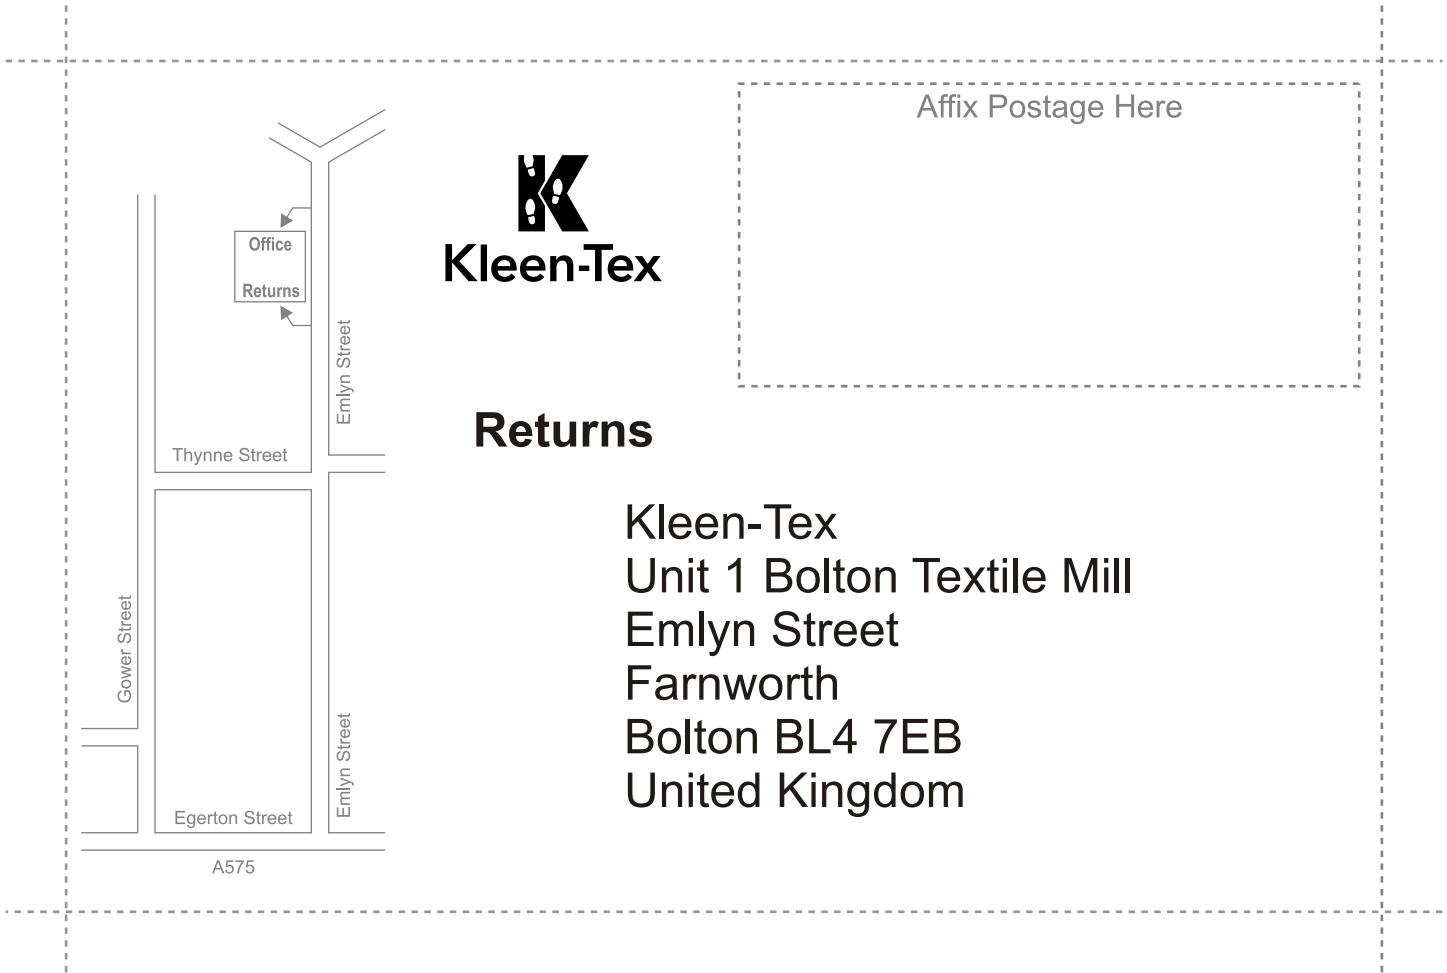 Affix Postage Here
Kleen-Tex
Office
Returns
Emlyn Street
Thynne Street
Gower Street
Emlyn Street
Egerton Street
A575
Returns
Kleen-Tex
Unit 1 Bolton Textile Mill
Emlyn Street
Farnworth
Bolton BL4 7EB
United Kingdom